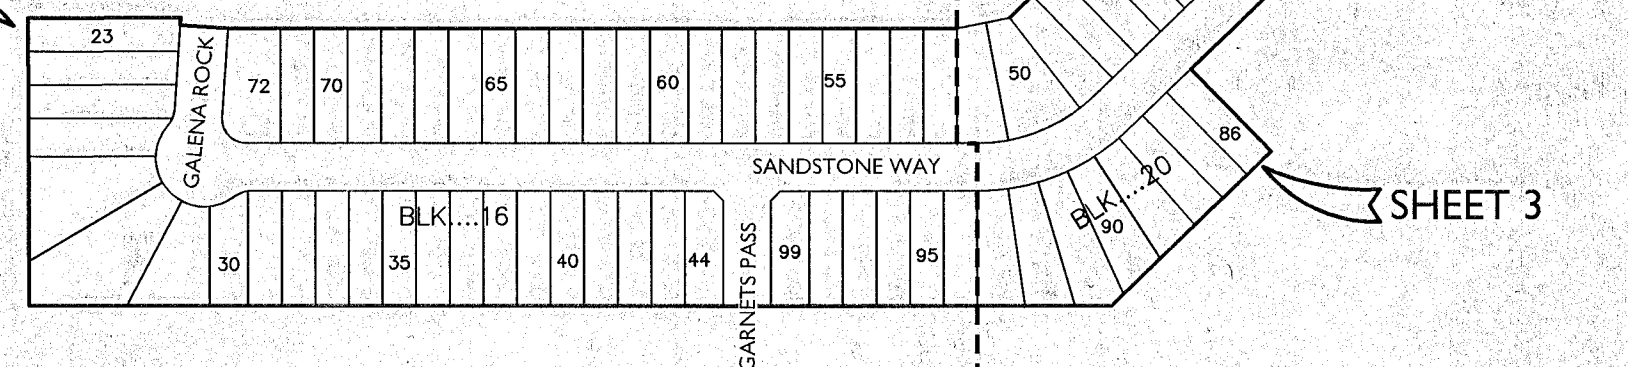 23
GALENA ROCK
72
70
65
60
55
50
SANDSTONE WAY
86
BLK....20
90
SHEET 3
BLK....16
30
35
40
44
GARNETS PASS
99
95